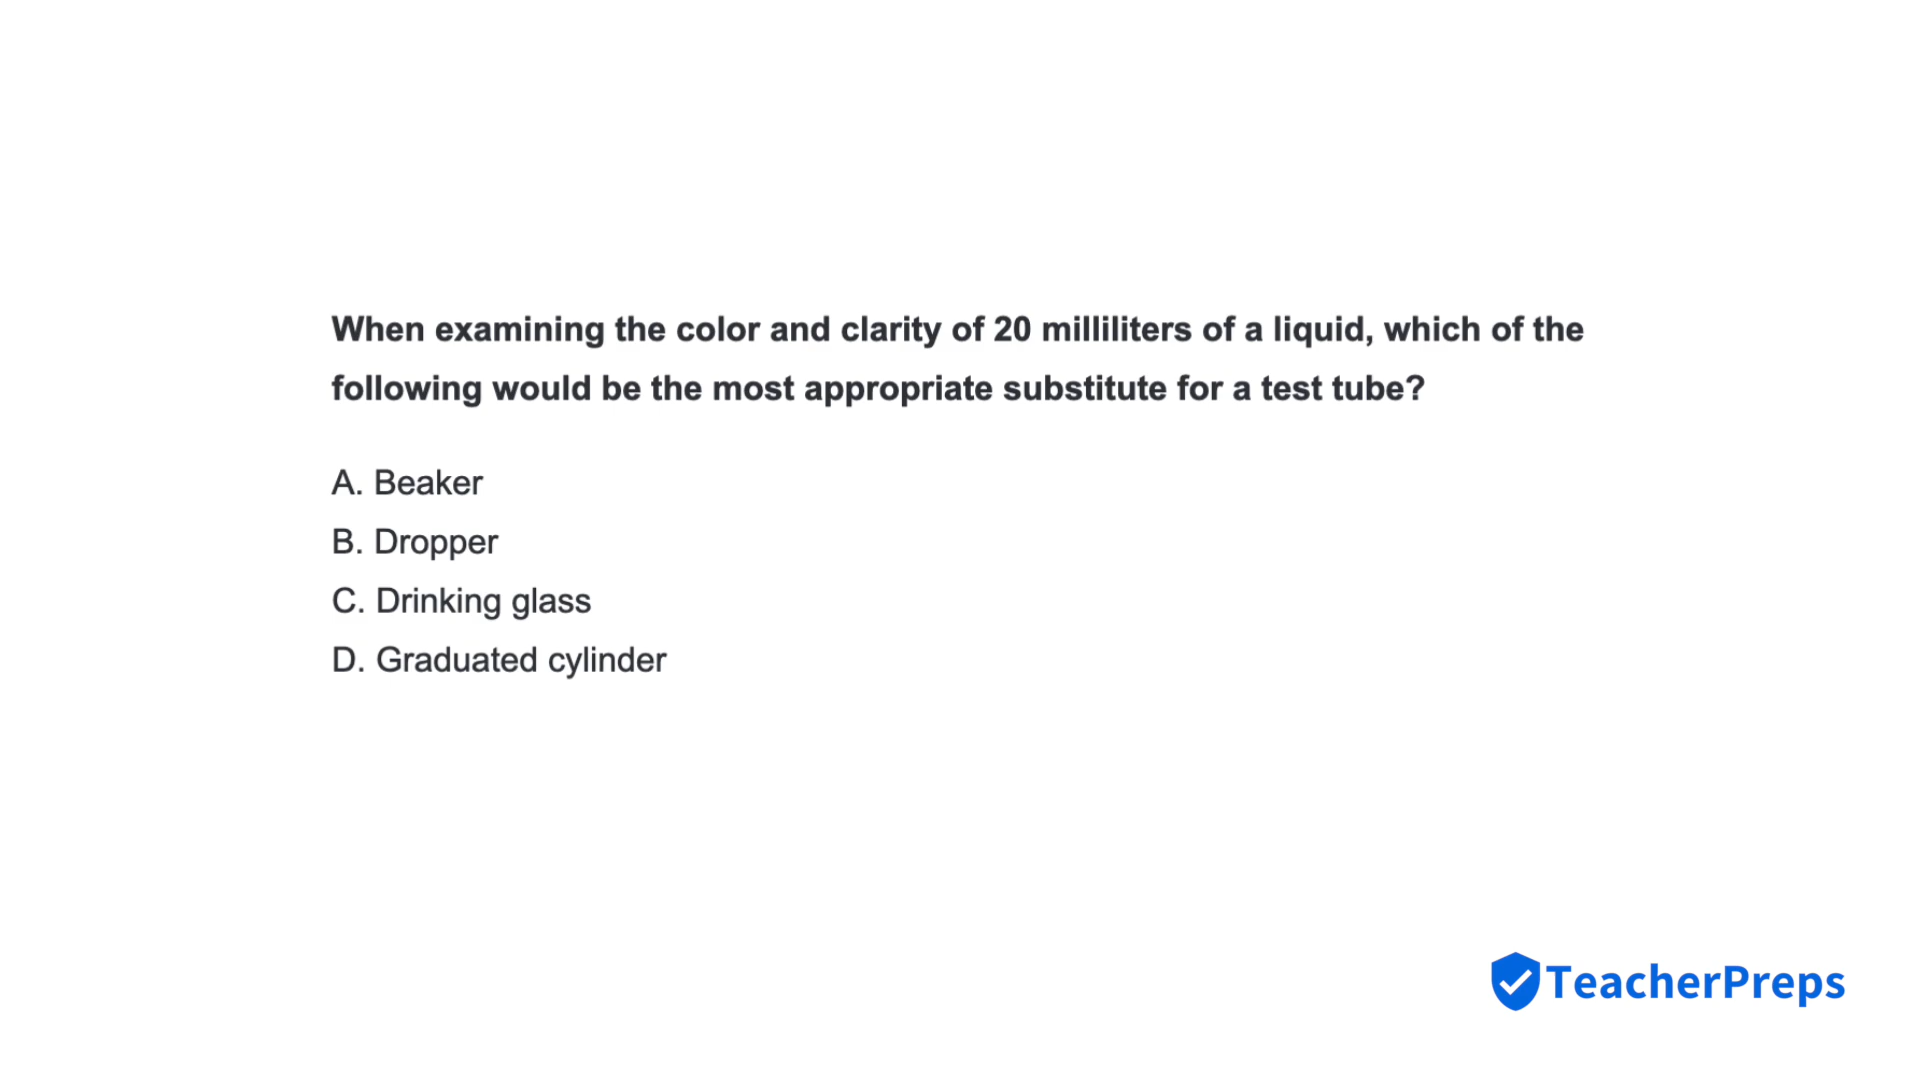 When examining the color and clarity of 20 milliliters of a liquid, which of the
following would be the most appropriate substitute for a test tube?
A. Beaker
B. Dropper
C. Drinking glass
D. Graduated cylinder
TeacherPreps